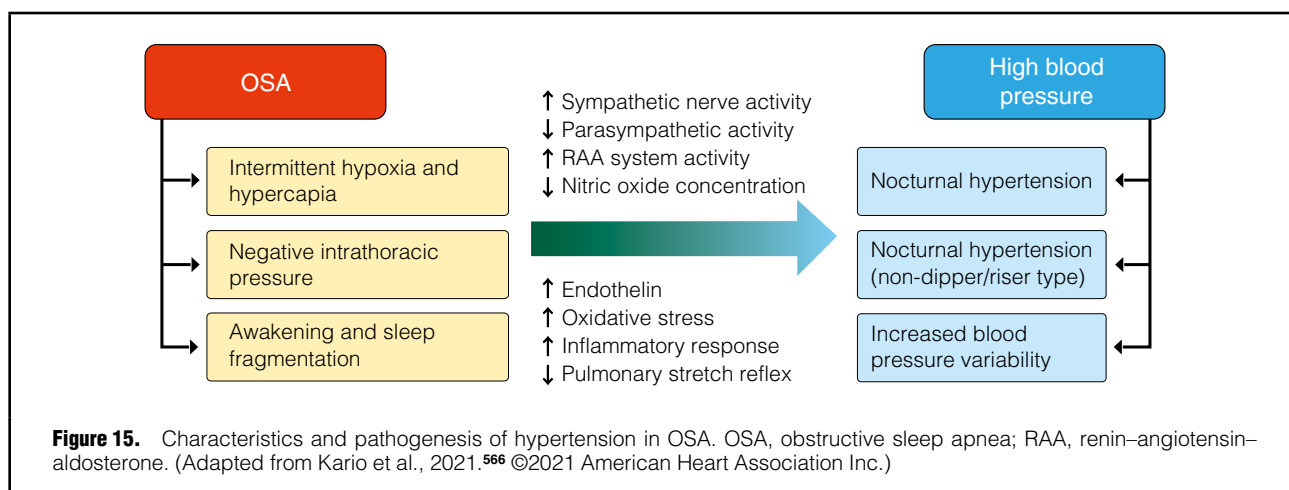 OSA
Intermittent hypoxia and
hypercapia
Negative intrathoracic
pressure
Awakening and sleep
fragmentation
↑ Sympathetic nerve activity
↓ Parasympathetic activity
↑ RAA system activity
↓ Nitric oxide concentration
↑ Endothelin
↑ Oxidative stress
↑ Inflammatory response
↓ Pulmonary stretch reflex
High blood
pressure
Nocturnal hypertension
Nocturnal hypertension
(non-dipper/riser type)
Increased blood
pressure variability
Figure 15. Characteristics and pathogenesis of hypertension in OSA. OSA, obstructive sleep apnea; RAA, renin–angiotensin–
aldosterone. (Adapted from Kario et al., 2021.566 ©2021 American Heart Association Inc.)